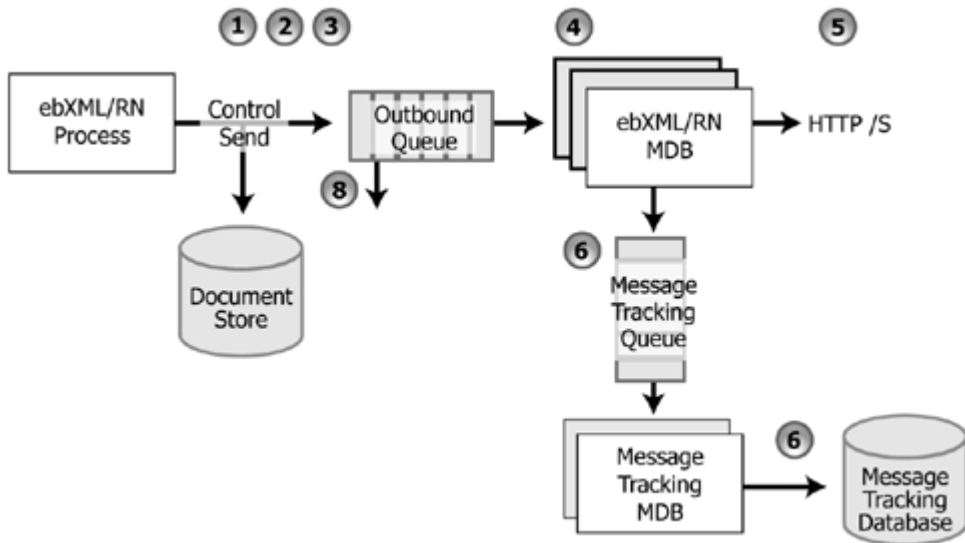 1 2 3
4
5
ebXML/RN
Process
Control
Send
Outbound
Queue
ebXML/RN
MDB
HTTP /S
8
Document
Store
6
Message
Tracking
Queue
Message
Tracking
MDB
6
Message
Tracking
Database